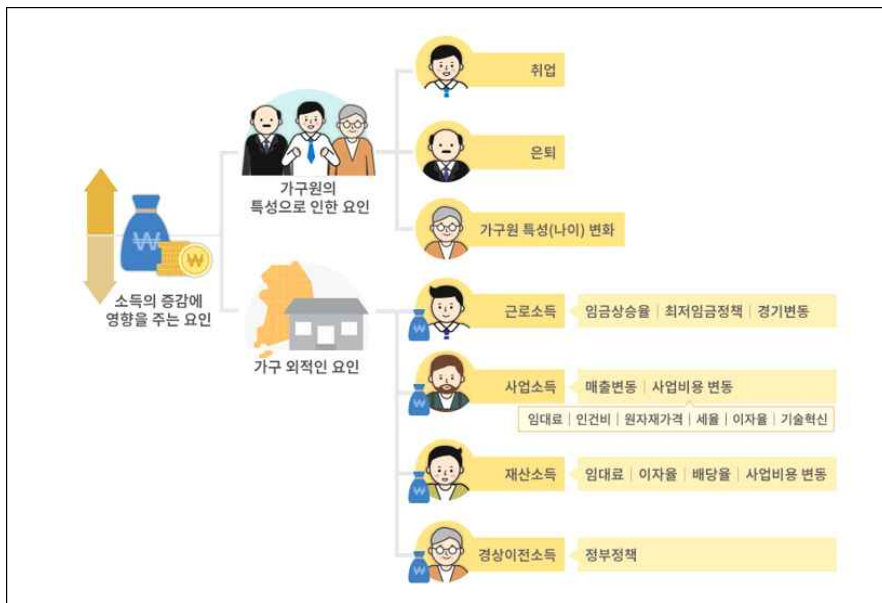 소득의 증감에
영향을 주는 요인
가구원의
특성으로 인한 요인
취업
은퇴
가구원 특성(나이) 변화
가구 외적인 요인
근로소득
임금상승율 | 최저임금정책 | 경기변동
사업소득
매출변동 | 사업비용 변동
임대료 | 인건비 | 원자재가격 | 세율 | 이자율 | 기술혁신
재산소득
임대료 | 이자율 | 배당율 | 사업비용 변동
경상이전소득
정부정책